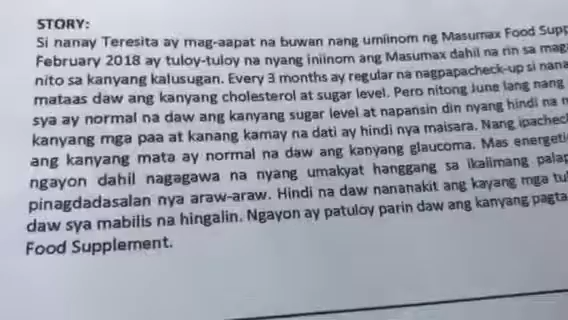 STORY:
Si nanay Teresita ay mag-aapat na buwan nang umiinom ng Masumax Food
February 2018 ay tuloy-tuloy na nyang iniinom ang Masumax dahil na rin sa
nito sa kanyang kalusugan. Every 3 months ay regular na nagpapacheck-up si
mataas daw ang kanyang cholesterol at sugar level. Pero nitong June lang nang
sya ay normal na daw ang kanyang sugar level at napansin din nyang hindi na
kanyang mga paa at kanang kamay na dati ay hindi nya maisara. Nang
ang kanyang mata ay normal na daw ang kanyang glaucoma. Mas
ngayon dahil nagagawa na nyang umakyat hanggang sa ikalimang
pinagdadasalan nya araw-araw. Hindi na daw nananakit ang kayang mga
daw sya mabilis na hingalin. Ngayon ay patuloy parin daw ang kanyang
Food Supplement.